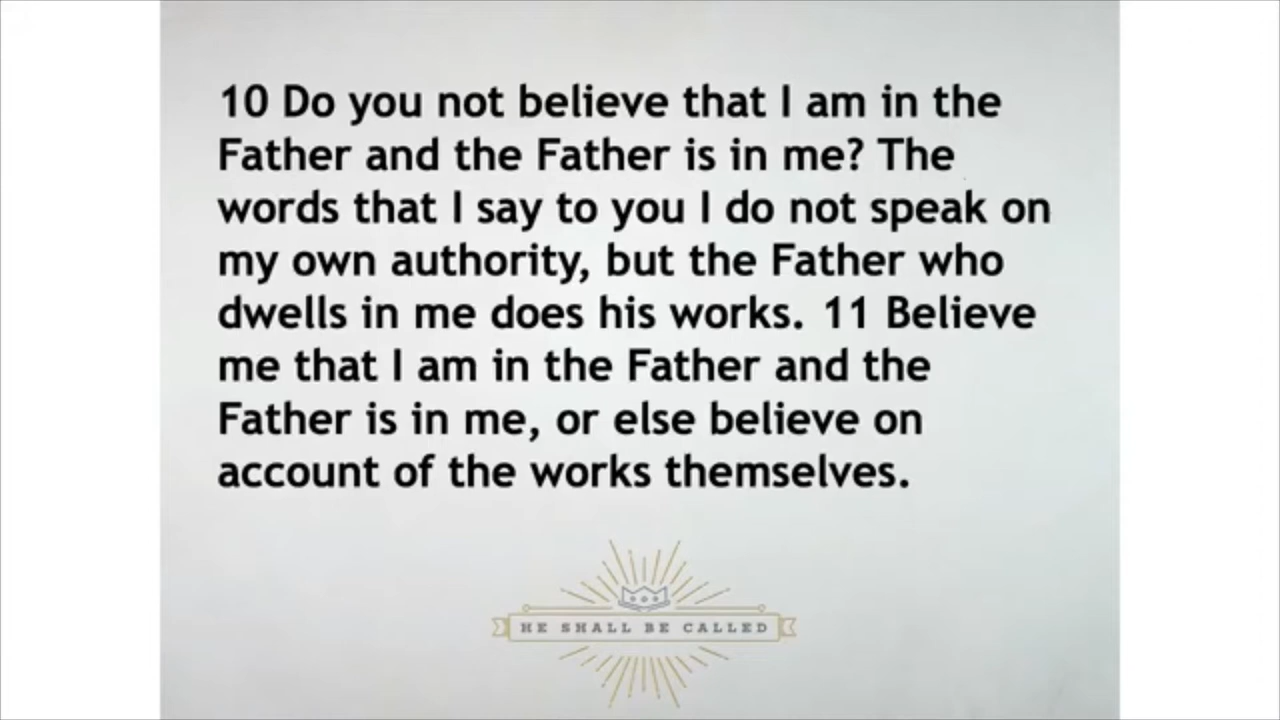 10 Do you not believe that I am in the
Father and the Father is in me? The
words that I say to you I do not speak on
my own authority, but the Father who
dwells in me does his works. 11 Believe
me that I am in the Father and the
Father is in me, or else believe on
account of the works themselves.
HE SHALL BE CALLED